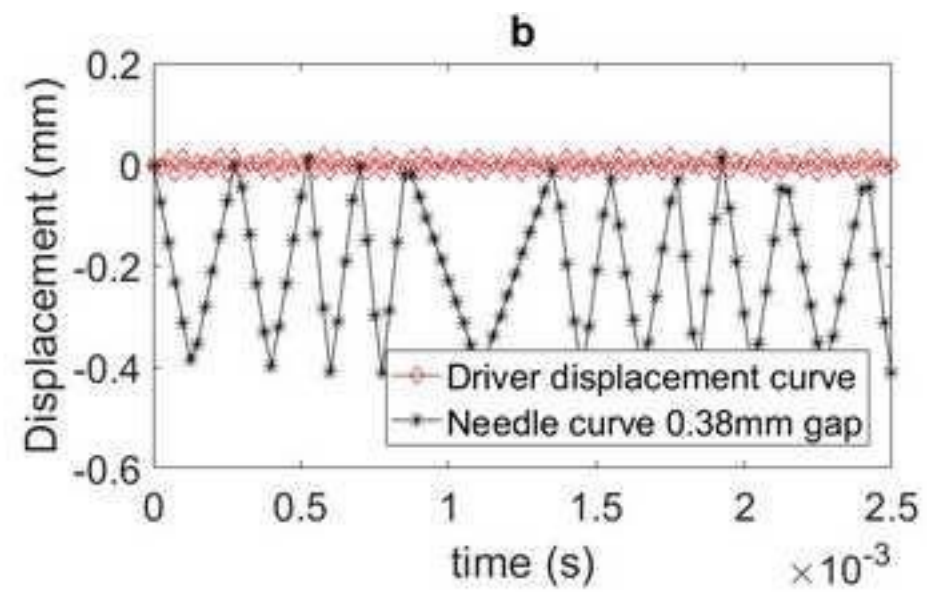 b
Displacement (mm)
0.2
0
-0.2
-0.4
-0.6
Driver displacement curve
Needle curve 0.38mm gap
0 0.5 1 1.5 2 2.5
time (s)
×10-3